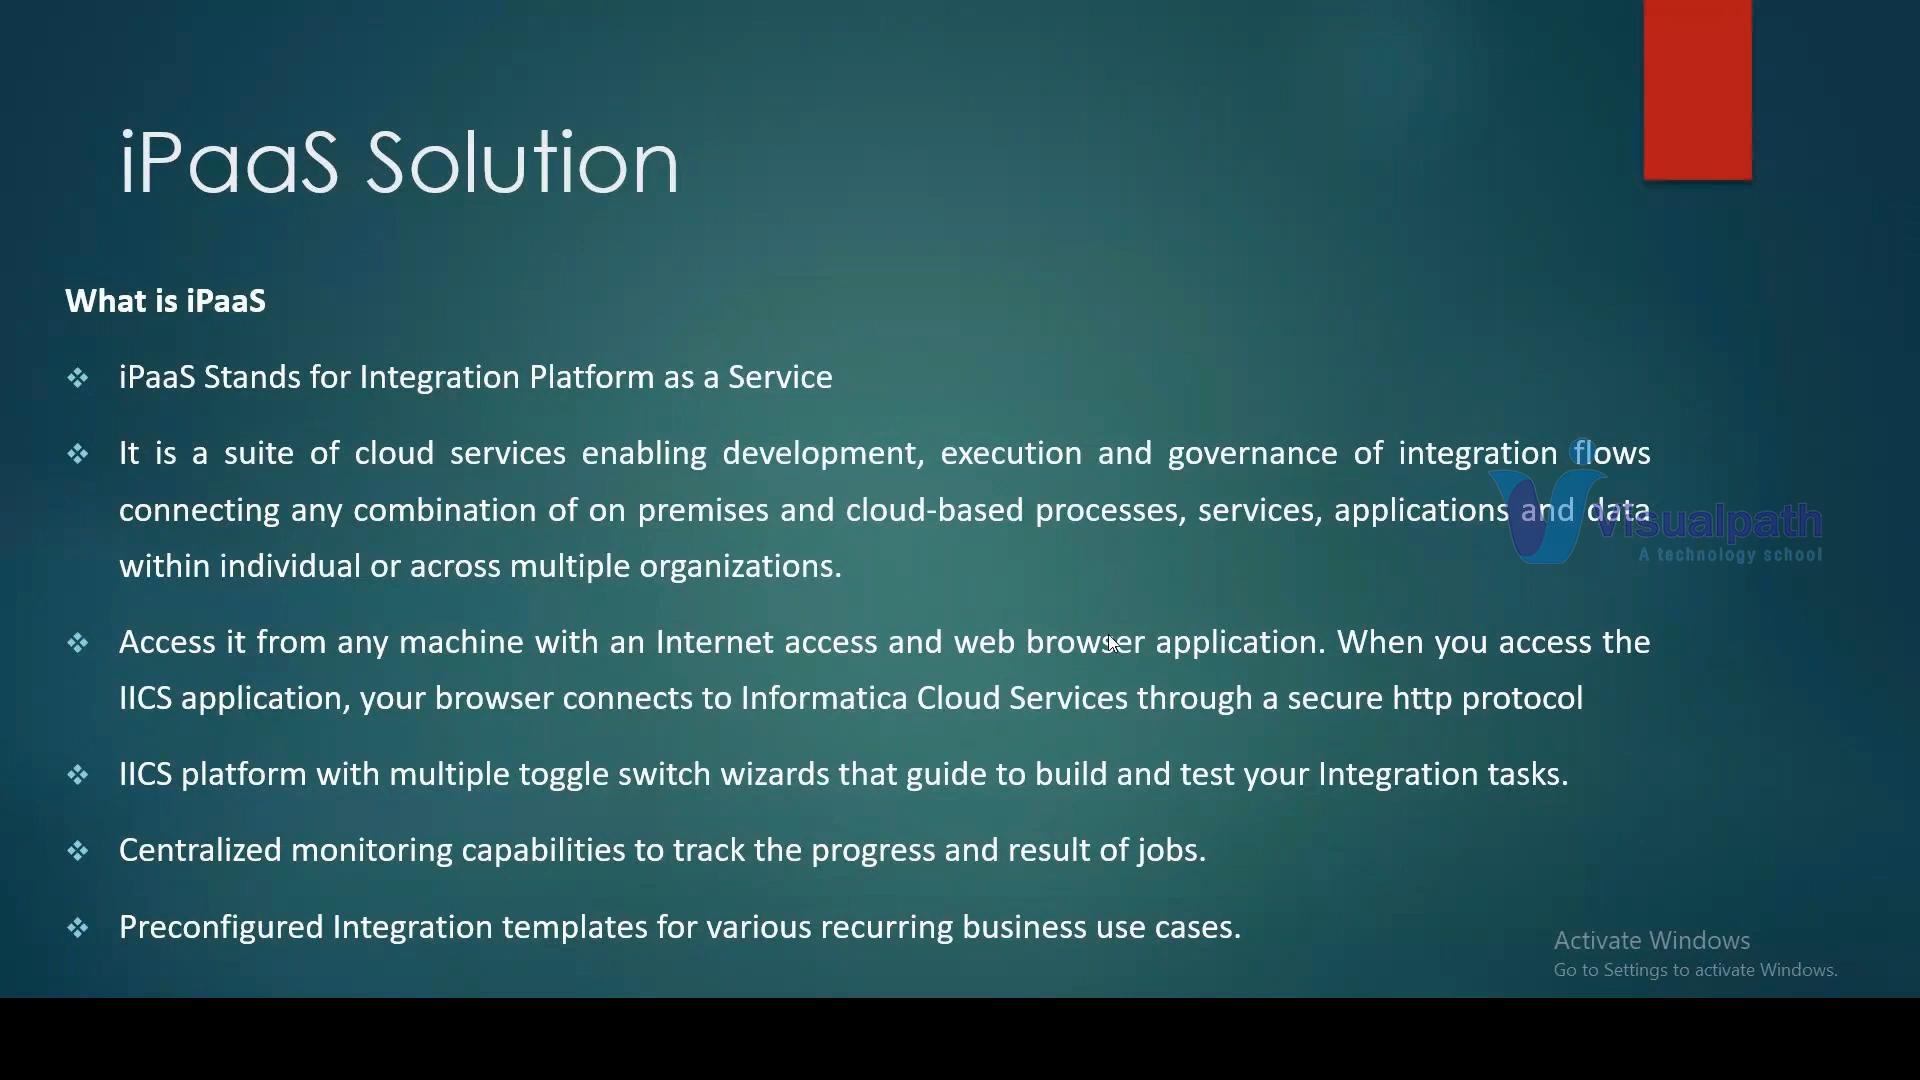 iPaaS Solution
What is iPaaS
iPaaS Stands for Integration Platform as a Service
It is a suite of cloud services enabling development, execution and governance of integration flows
connecting any combination of on premises and cloud-based processes, services, applications and data
within individual or across multiple organizations.
Visualpath
A technology school
Access it from any machine with an Internet access and web browser application. When you access the
IICS application, your browser connects to Informatica Cloud Services through a secure http protocol
IICS platform with multiple toggle switch wizards that guide to build and test your Integration tasks.
Centralized monitoring capabilities to track the progress and result of jobs.
Preconfigured Integration templates for various recurring business use cases.
Activate Windows
Go to Settings to activate Windows.